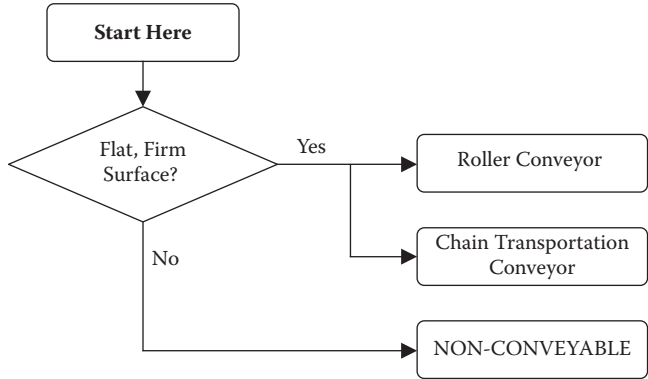 Start Here
Flat, Firm
Surface?
Yes
Roller Conveyor
Chain Transportation
Conveyor
No
NON-CONVEYABLE